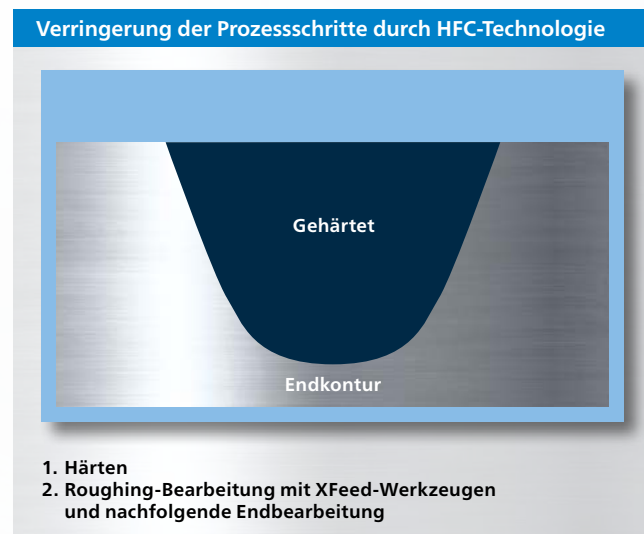 Verringerung der Prozessschritte durch HFC-Technologie
Gehärtet
Endkontur
1. Härten
2. Roughing-Bearbeitung mit XFeed-Werkzeugen
und nachfolgende Endbearbeitung